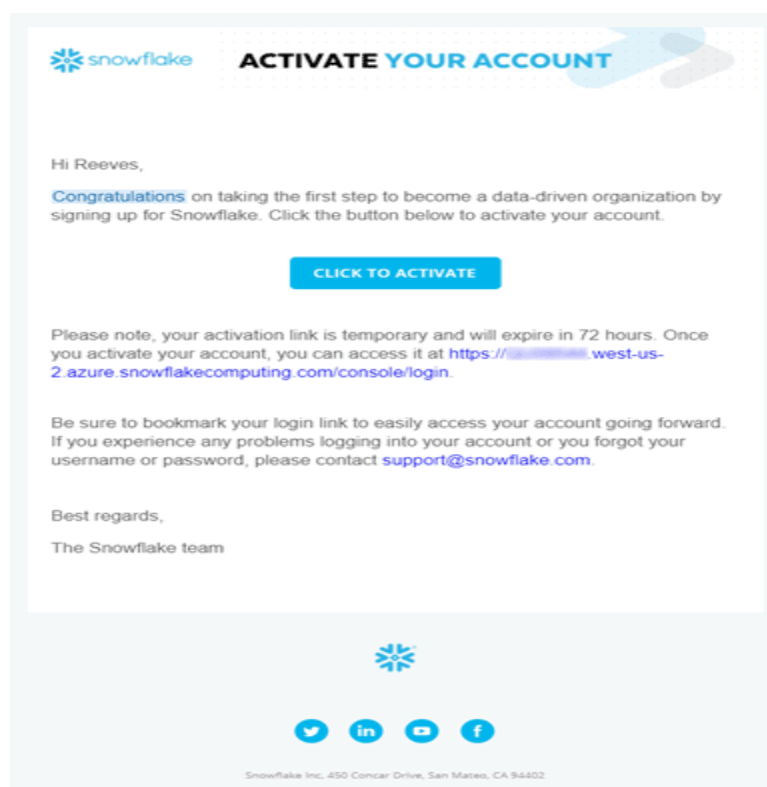 snowflake ACTIVATE YOUR ACCOUNT
Hi Reeves,
Congratulations on taking the first step to become a data-driven organization by
signing up for Snowflake. Click the button below to activate your account.
CLICK TO ACTIVATE
Please note, your activation link is temporary and will expire in 72 hours. Once
you activate your account, you can access it at https:// .west-us-
2.azure.snowflakecomputing.com/console/login.
Be sure to bookmark your login link to easily access your account going forward.
If you experience any problems logging into your account or you forgot your
username or password, please contact support@snowflake.com.
Best regards,
The Snowflake team
Snowflake Inc, 450 Concar Drive, San Mateo, CA 94402